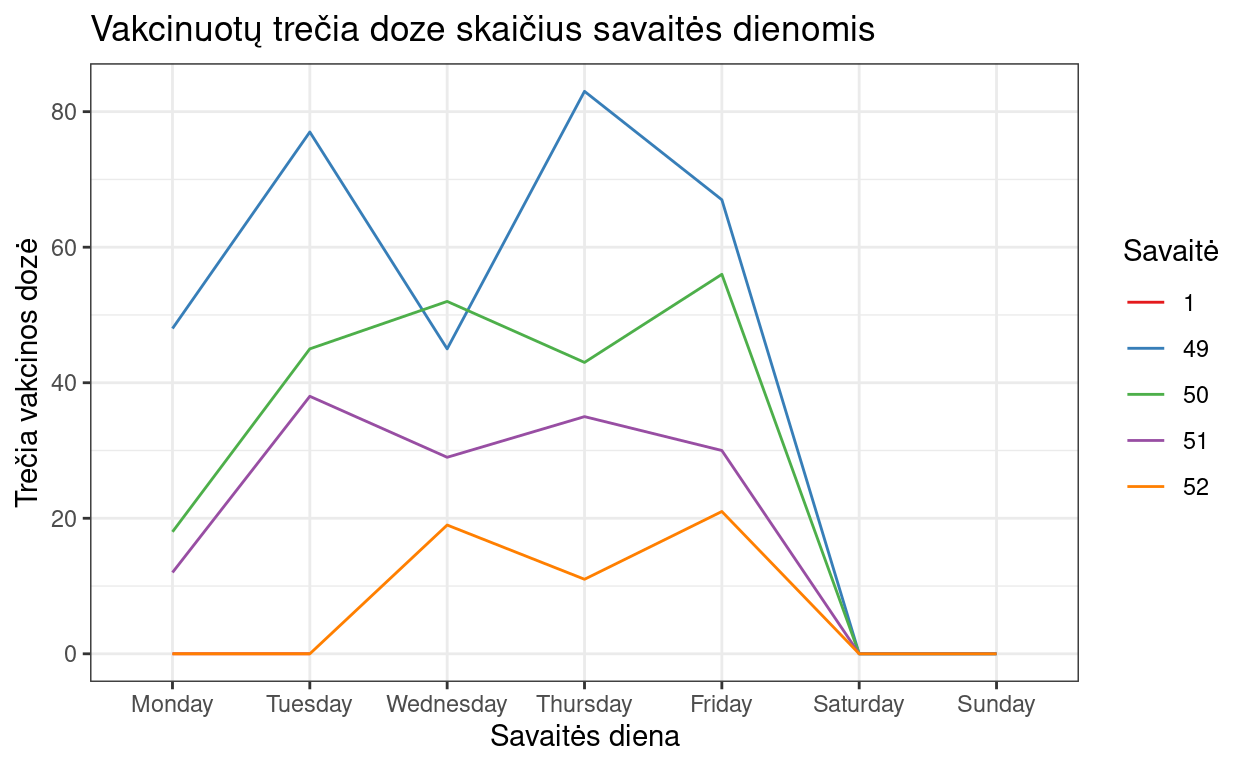 Vakcinuotų trečia doze skaičius savaitės dienomis
Trečia vakcinos dozė
80
60
40
20
0
Monday Tuesday Wednesday Thursday Friday Saturday Sunday
Savaitės diena
Savaitė
1
49
50
51
52